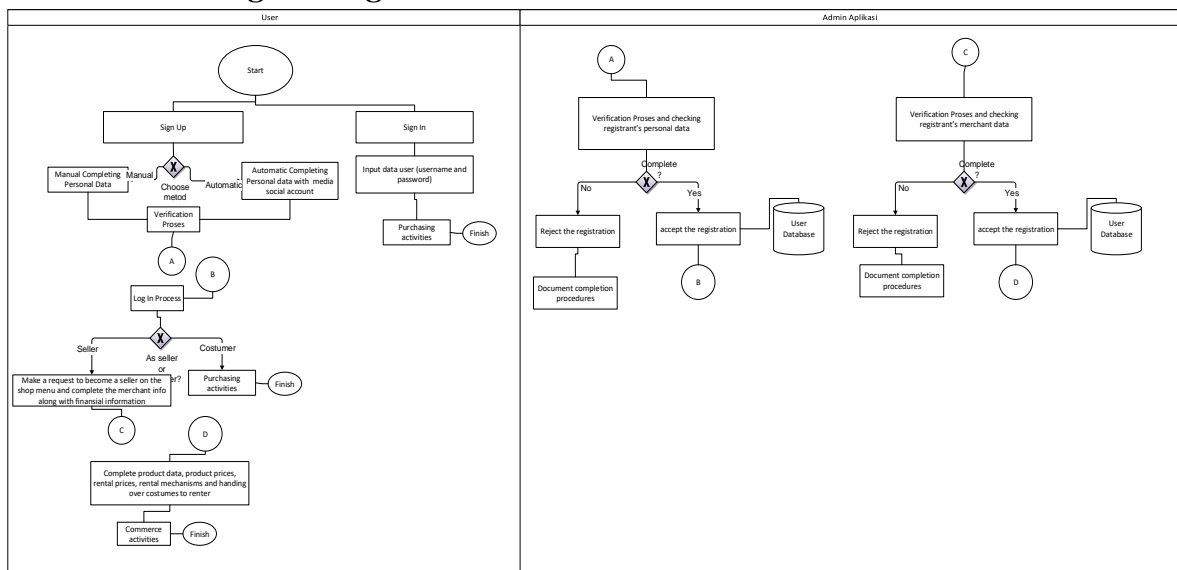 User
Admin Aplikasi
Start
Sign Up
Sign In
Manual Completing
Personal Data
Manual
Choose
metod
Automatic
Automatic Completing
Personal data with media
social account
Input data user (username and
password)
Verification
Proses
Purchasing
activities
Finish
A
B
Log In Process
Seller
As seller
or
Costumer
Make a request to become a seller on the
shop menu and complete the merchant info
along with finansial information
Purchasing
activities
Finish
C
D
Complete product data, product prices,
rental prices, rental mechanisms and handing
over costumes to renter
Commerce
activities
Finish
A
Verification Proses and checking
registrant's personal data
Complete
?
No
Yes
Reject the registration
accept the registration
User
Database
Document completion
procedures
B
C
Verification Proses and checking
registrant's merchant data
Complete
?
No
Yes
Reject the registration
accept the registration
User
Database
Document completion
procedures
D